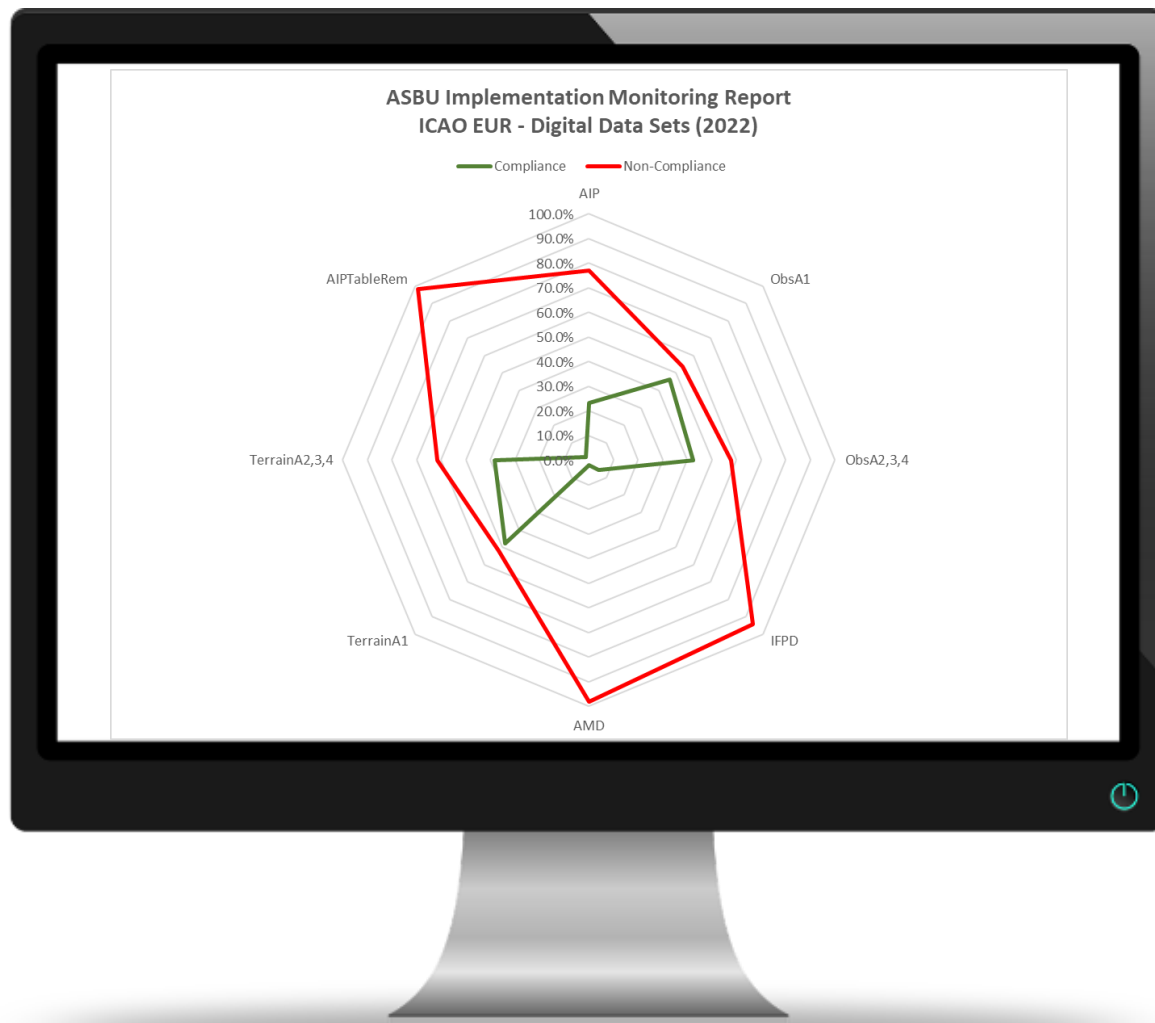 ASBU Implementation Monitoring Report
ICAO EUR - Digital Data Sets (2022)
Compliance Non-Compliance
AIP
100.0%
90.0%
80.0%
70.0%
60.0%
50.0%
40.0%
30.0%
20.0%
10.0%
0.0%
ObsA1
ObsA2,3,4
IFPD
AMD
TerrainA1
TerrainA2,3,4
AIPTableRem